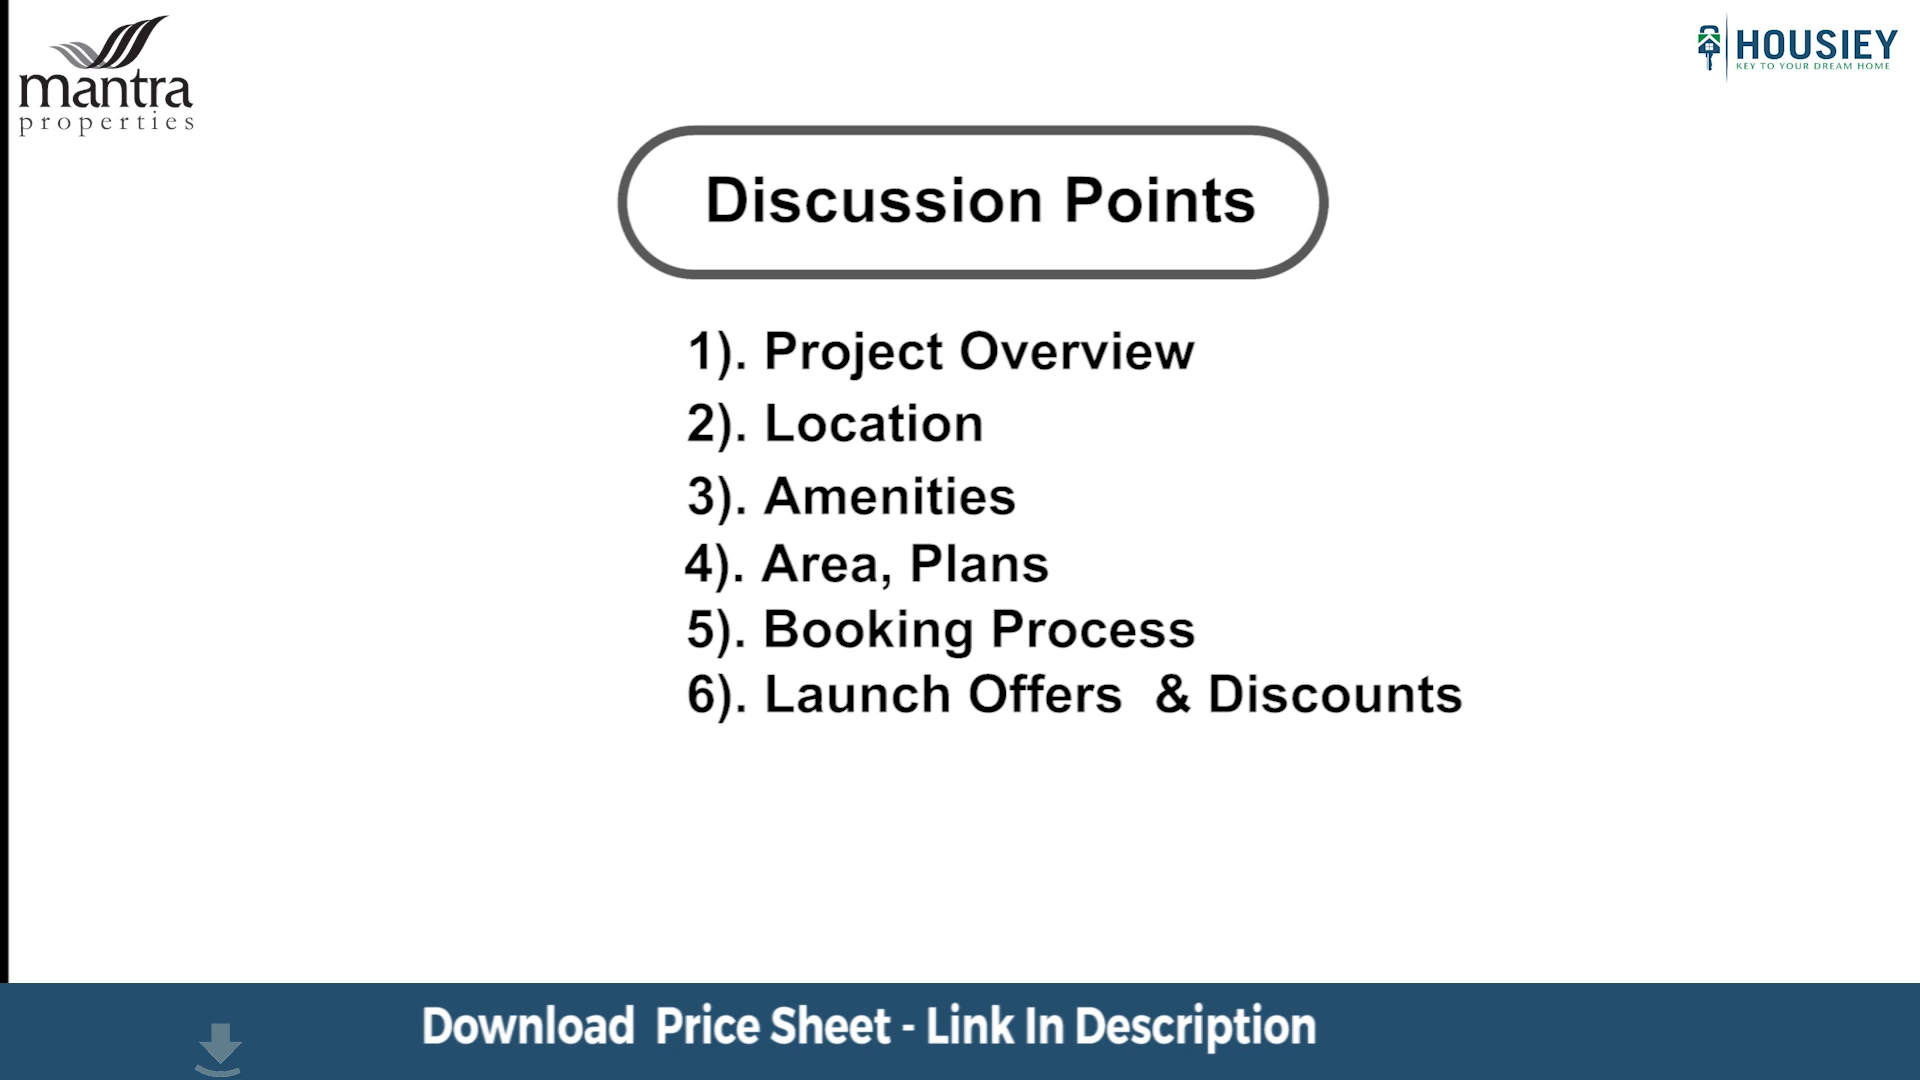 mantra
properties
HOUSIEY
KEY TO YOUR DREAM HOME
Discussion Points
1). Project Overview
2). Location
3). Amenities
4). Area, Plans
5). Booking Process
6). Launch Offers & Discounts
Download Price Sheet - Link In Description